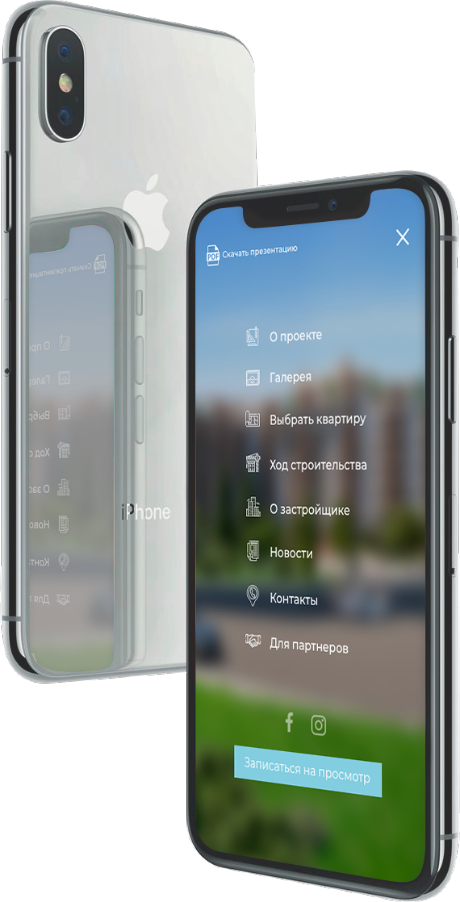 PDF
Скачать презентацию
О проекте
Галерея
Выбрать квартиру
Ход строительства
О застройщике
Новости
Контакты
Для партнеров
Записаться на просмотр
iPhone